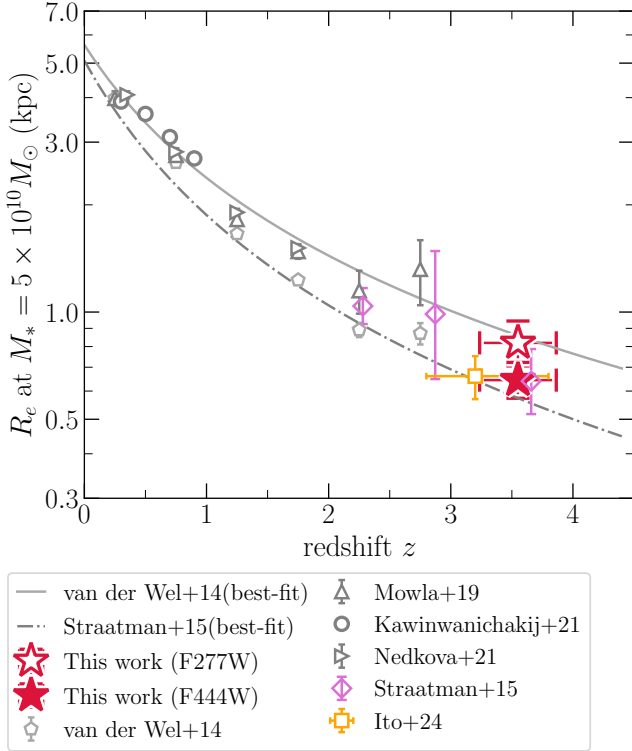 7.0
5.0
3.0
1.0
0.5
0.3
R_e at M_* = 5 × 10^{10} M_⊙ (kpc)
0 1 2 3 4
redshift z
van der Wel+14(best-fit)
Straatman+15(best-fit)
This work (F277W)
This work (F444W)
van der Wel+14
Mowla+19
Kawinwanichakij+21
Nedkova+21
Straatman+15
Ito+24